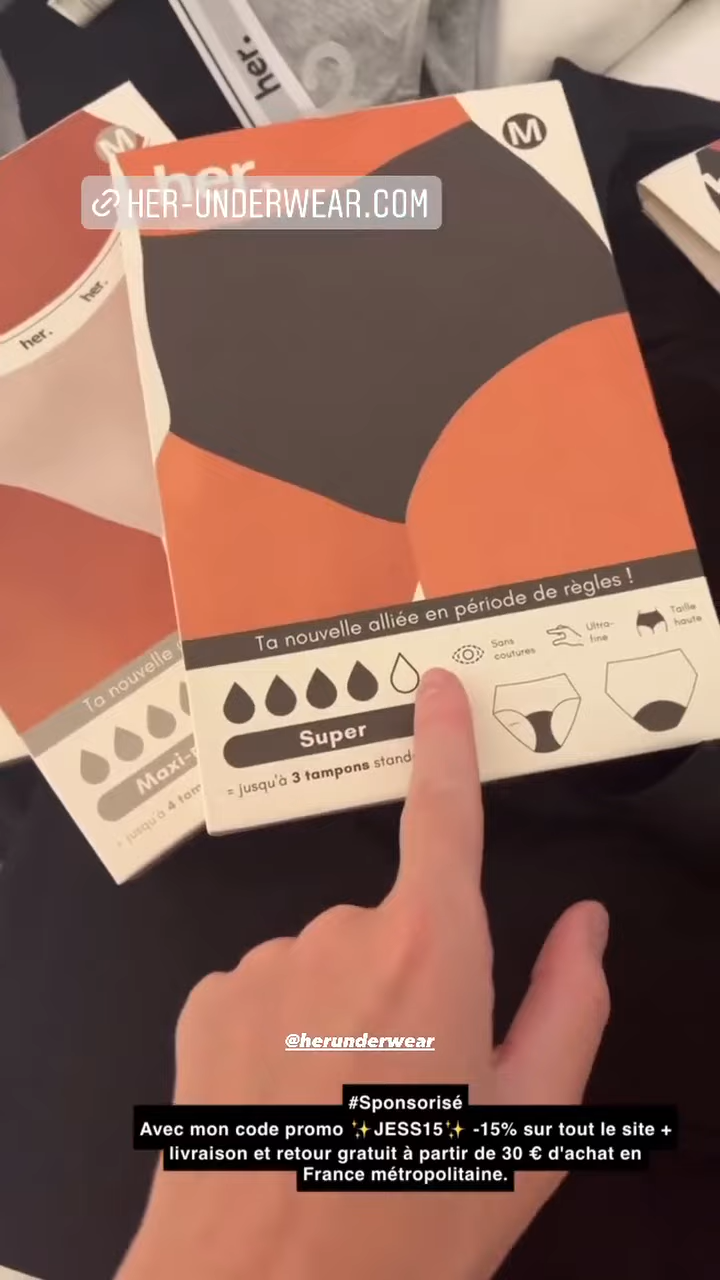 her.
M
M
her.
HER-UNDERWEAR.COM
her.
her.
Ta nouvelle alliée en période de règles !
Sans
coutures
Ultra-
fine
Taille
haute
Super
= jusqu'à 3 tampons stand
Ta nouvelle
Maxi-
= jusqu'à 4 tam
@herunderwear
#Sponsorisé
Avec mon code promo ✨JESS15✨ -15% sur tout le site +
livraison et retour gratuit à partir de 30 € d'achat en
France métropolitaine.